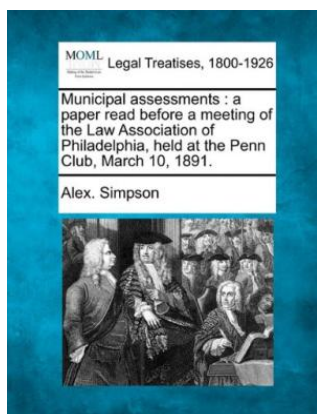 MOML Legal Treatises, 1800-1926
Municipal assessments : a
paper read before a meeting of
the Law Association of
Philadelphia, held at the Penn
Club, March 10, 1891.
Alex. Simpson